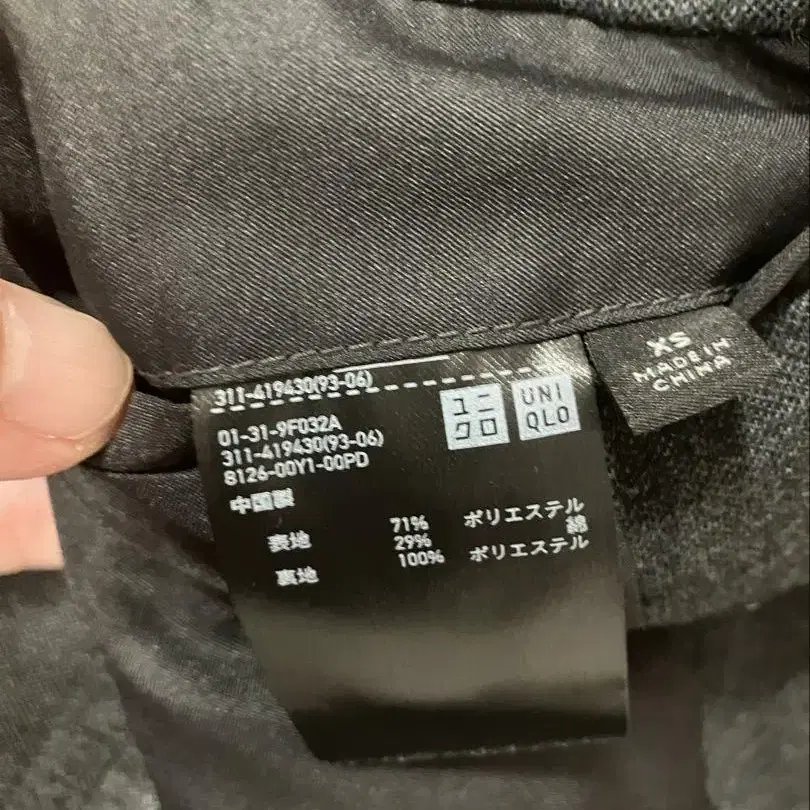 311-419430(93-06)
ユニ
クロ
UNI
QLO
01-31-9F032A
311-419430(93-06)
8126-00Y1-00PD
中国製
表地 71% ポリエステル
29% 綿
裏地 100% ポリエステル
XS
MADE IN
CHINA